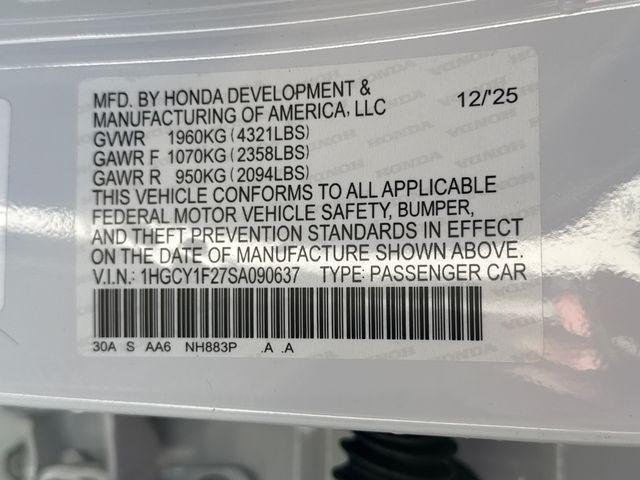 MFD. BY HONDA DEVELOPMENT &
MANUFACTURING OF AMERICA, LLC 12/'25
GVWR 1960KG (4321LBS)
GAWR F 1070KG (2358LBS)
GAWR R 950KG (2094LBS)
THIS VEHICLE CONFORMS TO ALL APPLICABLE
FEDERAL MOTOR VEHICLE SAFETY, BUMPER,
AND THEFT PREVENTION STANDARDS IN EFFECT
ON THE DATE OF MANUFACTURE SHOWN ABOVE.
V.I.N.: 1HGCY1F27SA090637 TYPE: PASSENGER CAR
30A S AA6 NH883P .A .A